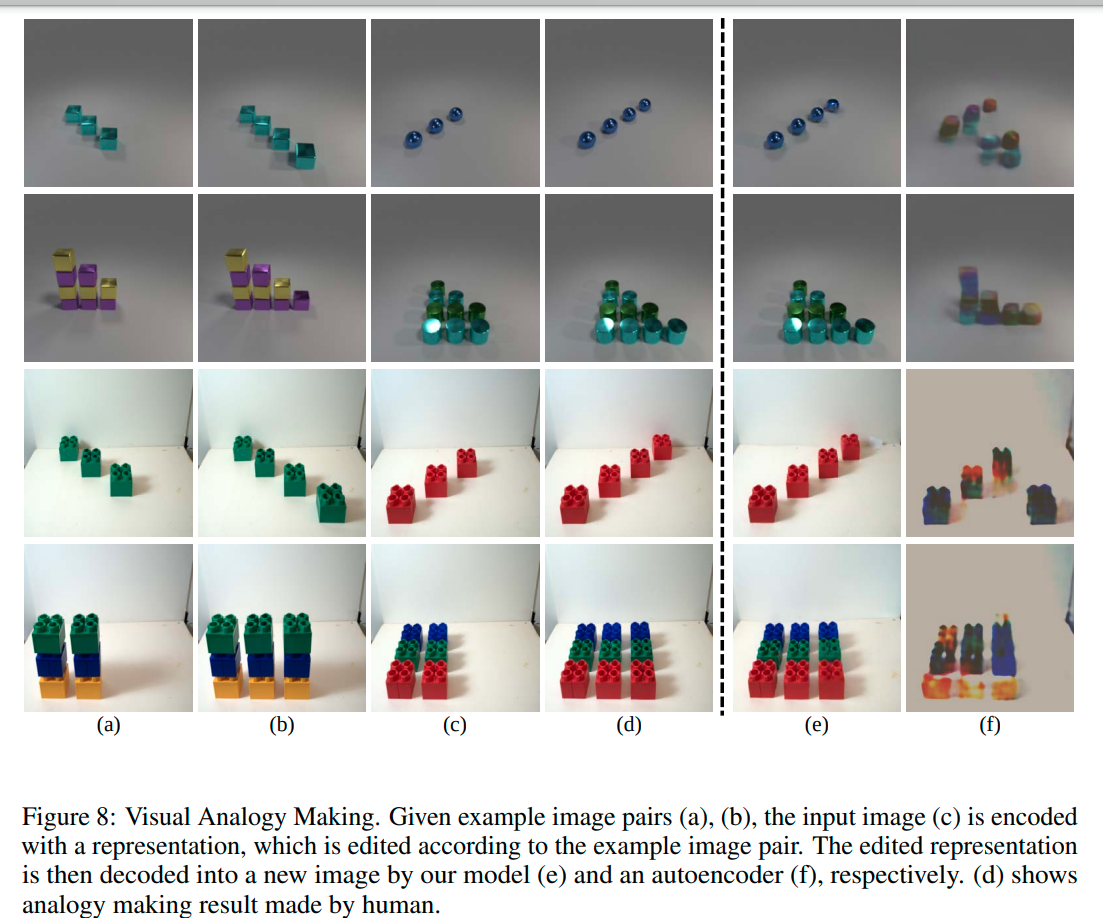 (a) (b) (c) (d) (e) (f)
Figure 8: Visual Analogy Making. Given example image pairs (a), (b), the input image (c) is encoded
with a representation, which is edited according to the example image pair. The edited representation
is then decoded into a new image by our model (e) and an autoencoder (f), respectively. (d) shows
analogy making result made by human.